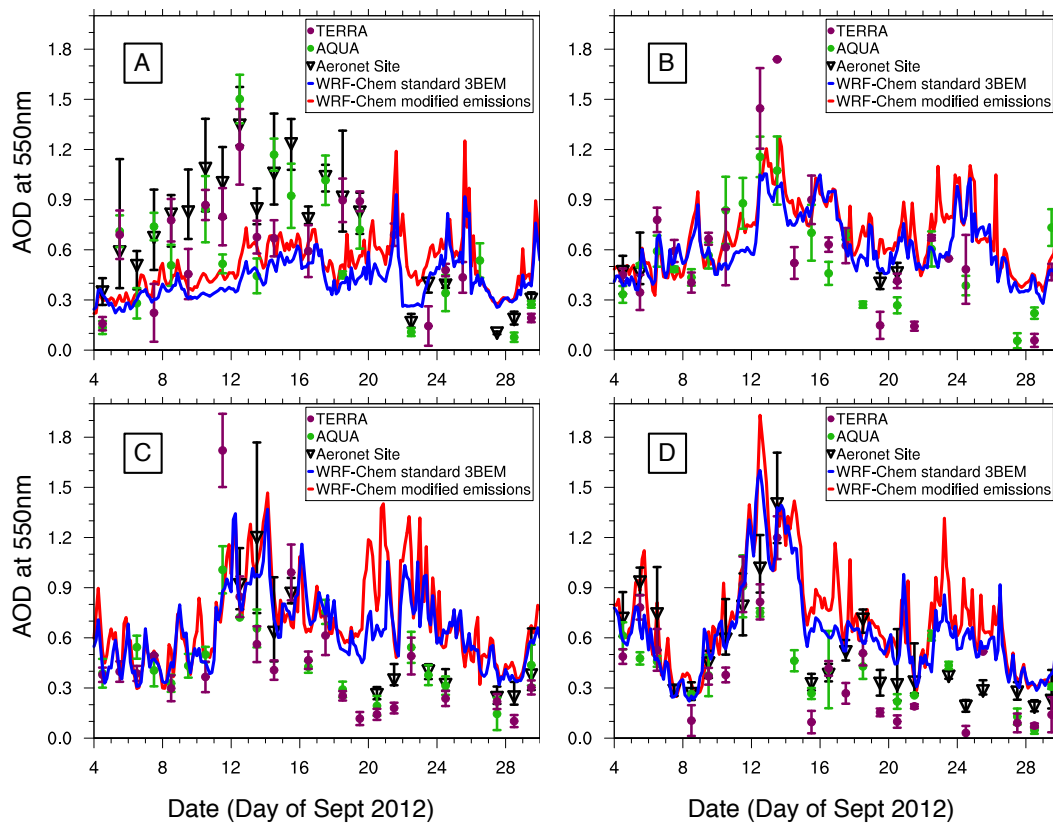 A
TERRA
AQUA
Aeronet Site
WRF-Chem standard 3BEM
WRF-Chem modified emissions
AOD at 550nm
1.8
1.5
1.2
0.9
0.6
0.3
0.0
4 8 12 16 20 24 28
B
TERRA
AQUA
Aeronet Site
WRF-Chem standard 3BEM
WRF-Chem modified emissions
1.8
1.5
1.2
0.9
0.6
0.3
0.0
4 8 12 16 20 24 28
C
TERRA
AQUA
Aeronet Site
WRF-Chem standard 3BEM
WRF-Chem modified emissions
AOD at 550nm
1.8
1.5
1.2
0.9
0.6
0.3
0.0
4 8 12 16 20 24 28
Date (Day of Sept 2012)
D
TERRA
AQUA
Aeronet Site
WRF-Chem standard 3BEM
WRF-Chem modified emissions
1.8
1.5
1.2
0.9
0.6
0.3
0.0
4 8 12 16 20 24 28
Date (Day of Sept 2012)